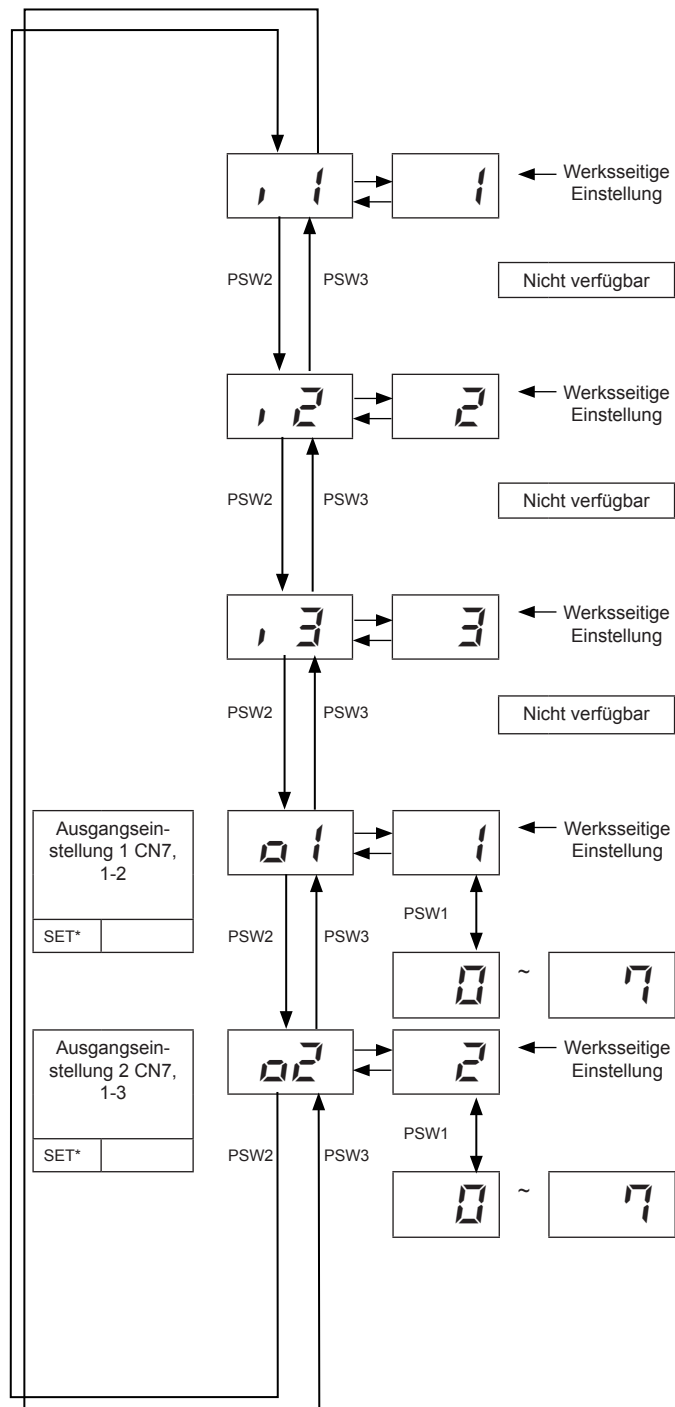 i 1
1
Werksseitige
Einstellung
PSW2
PSW3
Nicht verfügbar
i 2
2
Werksseitige
Einstellung
PSW2
PSW3
Nicht verfügbar
i 3
3
Werksseitige
Einstellung
PSW2
PSW3
Nicht verfügbar
Ausgangsein-
stellung 1 CN7,
1-2
SET*
o 1
1
Werksseitige
Einstellung
PSW2
PSW3
PSW1
0 ~ 7
Ausgangsein-
stellung 2 CN7,
1-3
SET*
o2
2
Werksseitige
Einstellung
PSW2
PSW3
PSW1
0 ~ 7